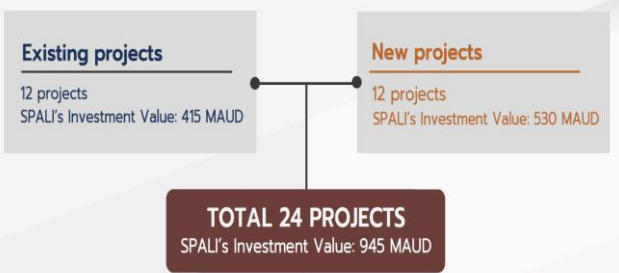 Existing projects
12 projects
SPALI's Investment Value: 415 MAUD
New projects
12 projects
SPALI's Investment Value: 530 MAUD
TOTAL 24 PROJECTS
SPALI's Investment Value: 945 MAUD